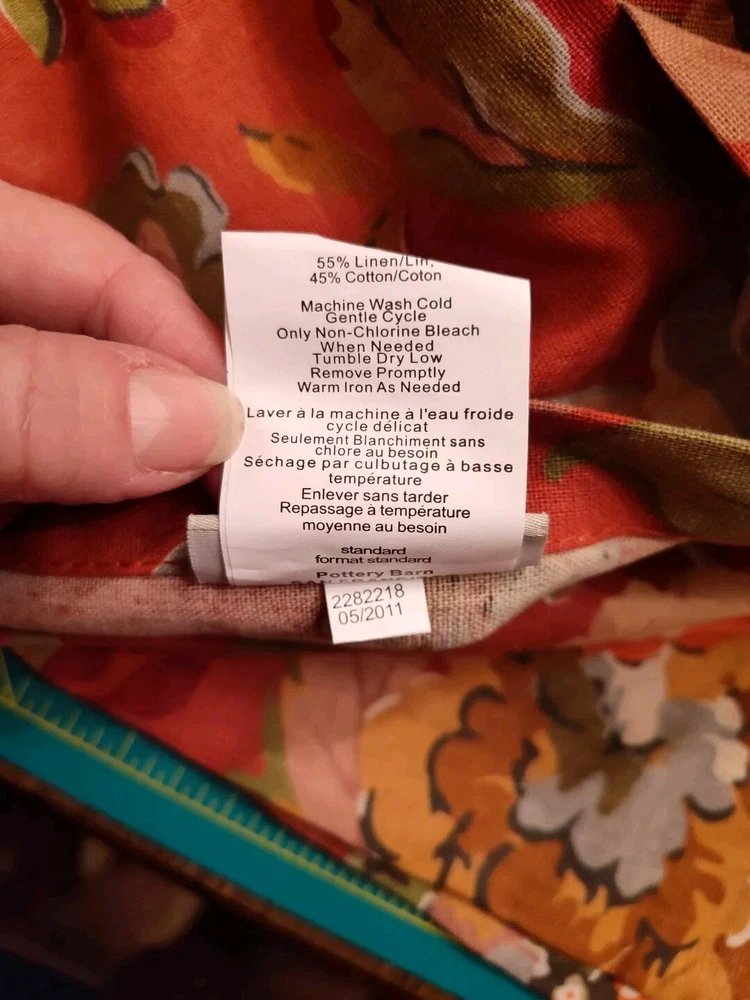 55% Linen/Lin,
45% Cotton/Coton
Machine Wash Cold
Gentle Cycle
Only Non-Chlorine Bleach
When Needed
Tumble Dry Low
Remove Promptly
Warm Iron As Needed
Laver à la machine à l'eau froide
cycle délicat
Seulement Blanchiment sans
chlore au besoin
Séchage par culbutage à basse
température
Enlever sans tarder
Repassage à température
moyenne au besoin
standard
format standard
Pottery Barn
2282218
05/2011